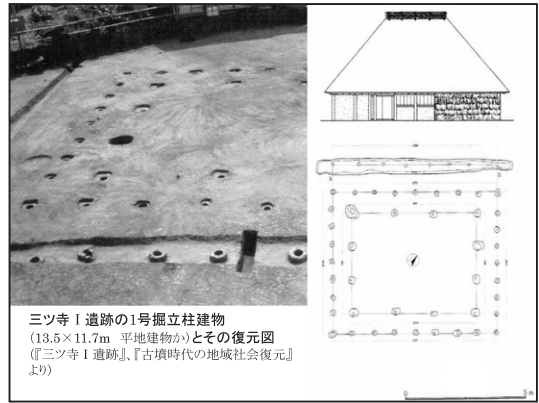 三ツ寺Ⅰ遺跡の1号掘立柱建物
(13.5×11.7m 平地建物か)とその復元図
(『三ツ寺Ⅰ遺跡』、『古墳時代の地域社会復元』
より)
0 5m